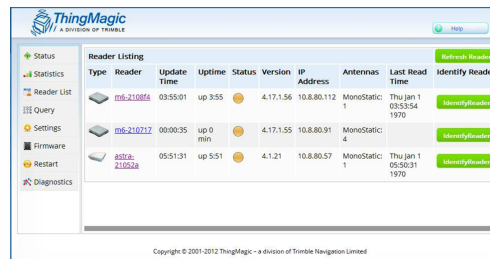 ThingMagic
A DIVISION OF TRIMBLE
Help
Status
Statistics
Reader List
Query
Settings
Firmware
Restart
Diagnostics
Reader Listing
Refresh Reader
Type Reader Update Time Uptime Status Version IP Address Antennas Last Read Time Identify Reade
m6-2108f4 03:55:01 up 3:55 4.17.1.56 10.8.80.112 MonoStatic: 1 Thu Jan 1 03:53:54 1970 IdentifyReader
m6-210717 00:00:35 up 0 min 4.17.1.55 10.8.80.91 MonoStatic: 4 IdentifyReader
astra-21052a 05:51:31 up 5:51 4.1.21 10.8.80.57 MonoStatic: 1 Thu Jan 1 05:50:31 1970 IdentifyReader
Copyright © 2001-2012 ThingMagic – a division of Trimble Navigation Limited